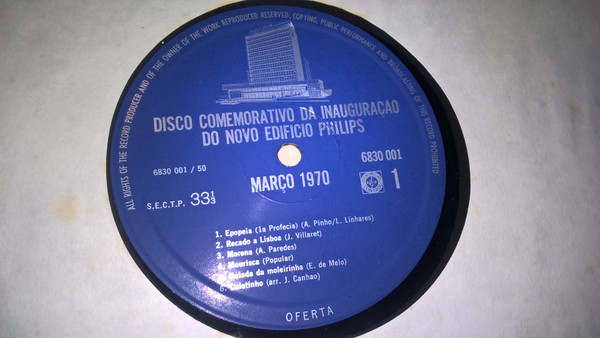 ALL RIGHTS OF THE RECORD PRODUCER AND OF THE OWNER OF THE WORK REPRODUCED RESERVED, COPYING, PUBLIC PERFORMANCE AND BROADCASTING OF THIS RECORD PROHIBITED
DISCO COMEMORATIVO DA INAUGURAÇÃO
DO NOVO EDIFICIO PHILIPS
6830 001 / 50
6830 001
MARÇO 1970
1
S.E.C.T.P. 33⅓
1. Epopeia (1a Profecia) (A. Pinho/L. Linhares)
2. Recado a Lisboa (J. Villaret)
3. Morena (A. Paredes)
4. Mourisca (Popular)
5. Balada da moleirinha (E. de Melo)
6. (arr. J. Canhao)
OFERTA